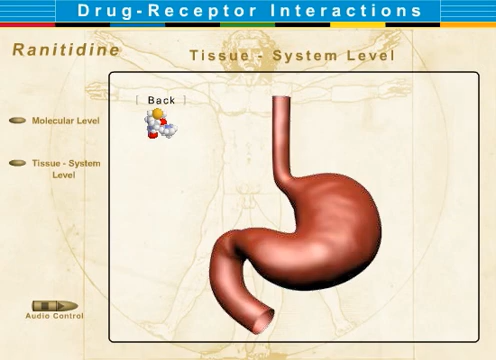 Drug-Receptor Interactions
Ranitidine
Tissue - System Level
[ Back ]
Molecular Level
Tissue - System
Level
Audio Control